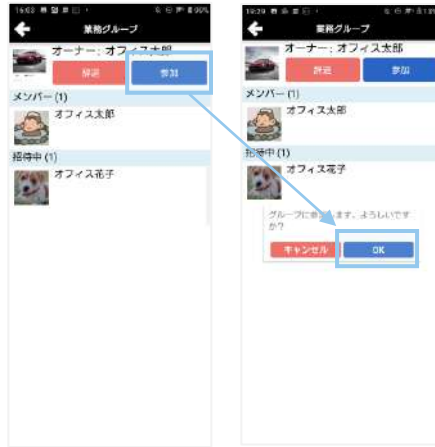 16:03
業務グループ
オーナー：オフィス太郎
辞退
参加
メンバー (1)
オフィス太郎
招待中 (1)
オフィス花子
19:29
業務グループ
オーナー：オフィス太郎
辞退
参加
メンバー (1)
オフィス太郎
招待中 (1)
オフィス花子
グループに参加します。よろしいです
か？
キャンセル
OK